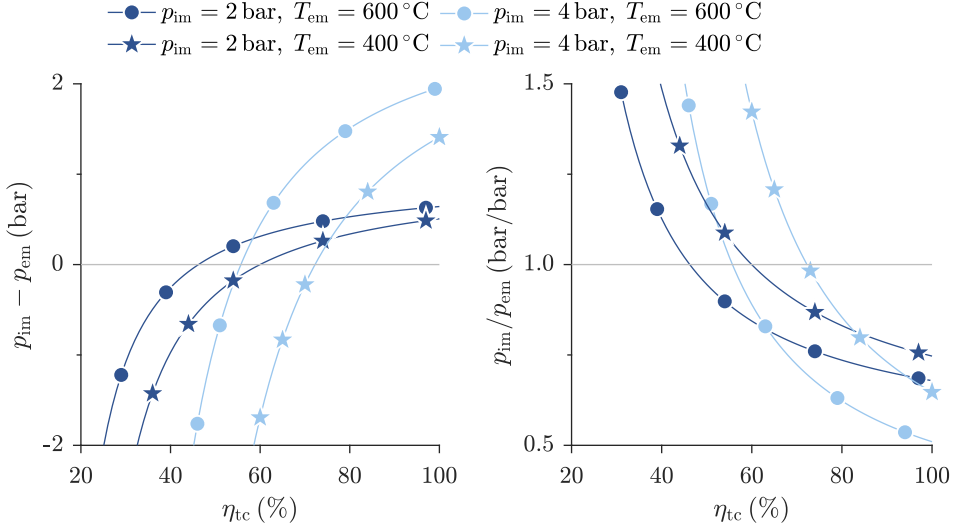 p_im = 2 bar, T_em = 600 °C p_im = 4 bar, T_em = 600 °C
p_im = 2 bar, T_em = 400 °C p_im = 4 bar, T_em = 400 °C
p_im − p_em (bar)
2
0
-2
20 40 60 80 100
η_tc (%)
p_im/p_em (bar/bar)
1.5
1.0
0.5
20 40 60 80 100
η_tc (%)